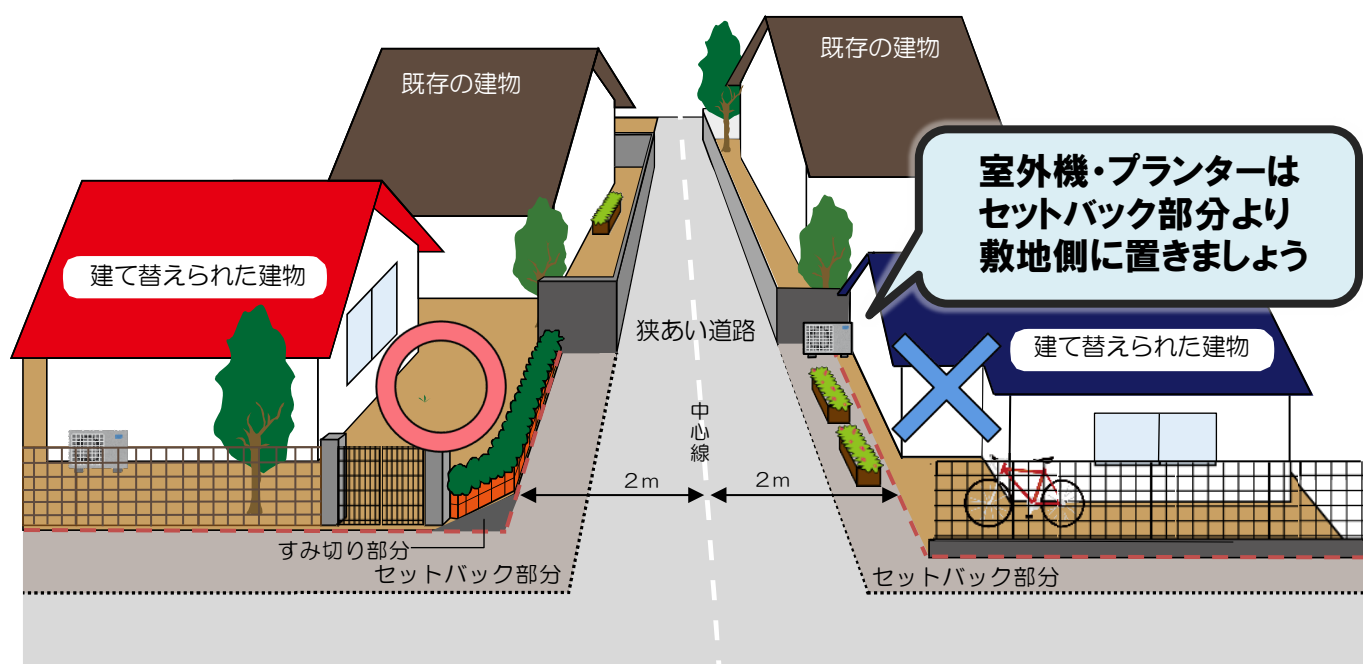 既存の建物
既存の建物
室外機・プランターは
セットバック部分より
敷地側に置きましょう
建て替えられた建物
狭あい道路
建て替えられた建物
中心線
2m
2m
すみ切り部分
セットバック部分
セットバック部分